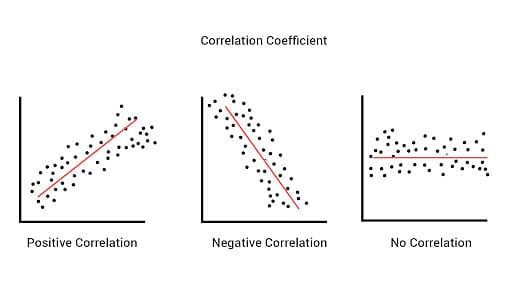 Correlation Coefficient
Positive Correlation
Negative Correlation
No Correlation